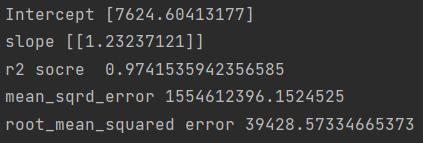 Intercept [7624.60413177]
slope [[1.23237121]]
r2 socre  0.9741535942356585
mean_sqrd_error 1554612396.1524525
root_mean_squared error 39428.57334665373